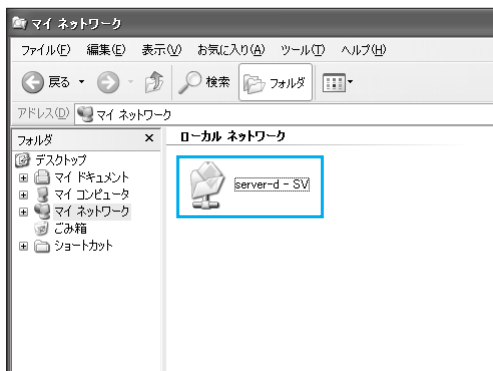 マイ ネットワーク
ファイル(F) 編集(E) 表示(V) お気に入り(A) ツール(T) ヘルプ(H)
戻る 検索 フォルダ
アドレス(D) マイ ネットワーク
フォルダ × ローカル ネットワーク
デスクトップ
マイ ドキュメント
マイ コンピュータ
マイ ネットワーク
ごみ箱
ショートカット
server-d - SV